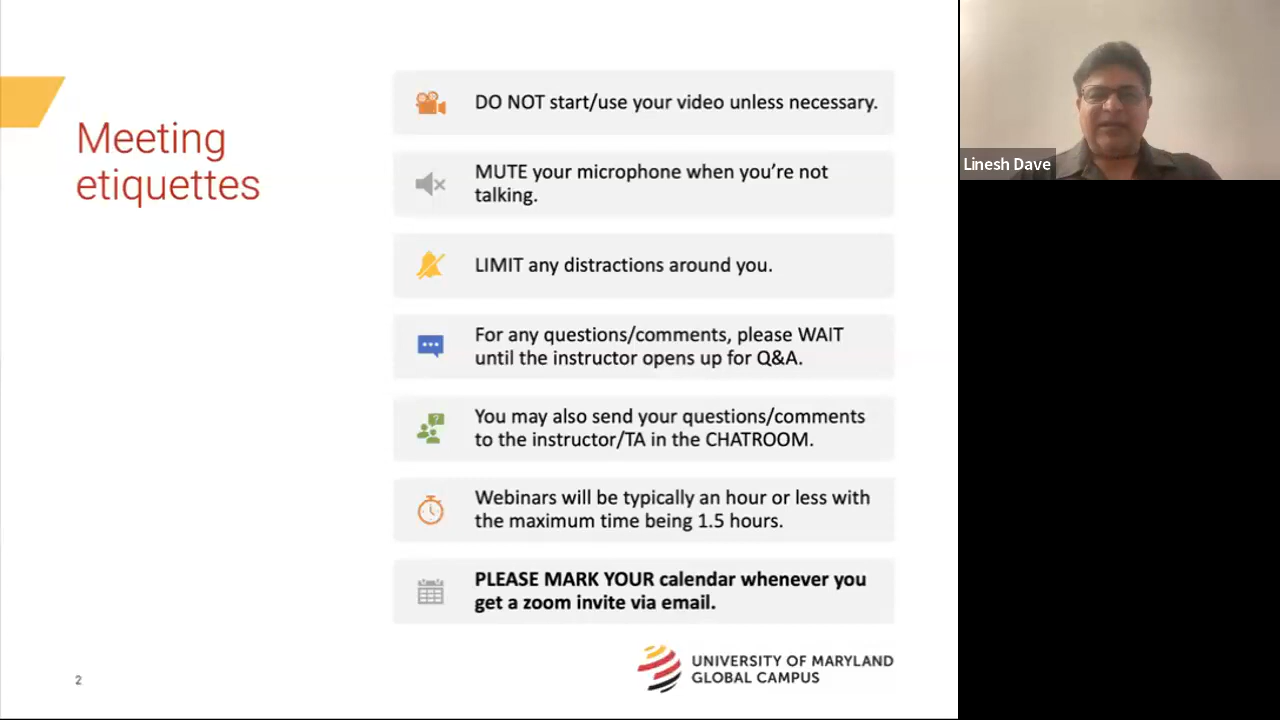 Meeting
etiquettes
DO NOT start/use your video unless necessary.
MUTE your microphone when you’re not
talking.
LIMIT any distractions around you.
For any questions/comments, please WAIT
until the instructor opens up for Q&A.
You may also send your questions/comments
to the instructor/TA in the CHATROOM.
Webinars will be typically an hour or less with
the maximum time being 1.5 hours.
PLEASE MARK YOUR calendar whenever you
get a zoom invite via email.
2
UNIVERSITY OF MARYLAND
GLOBAL CAMPUS
Linesh Dave